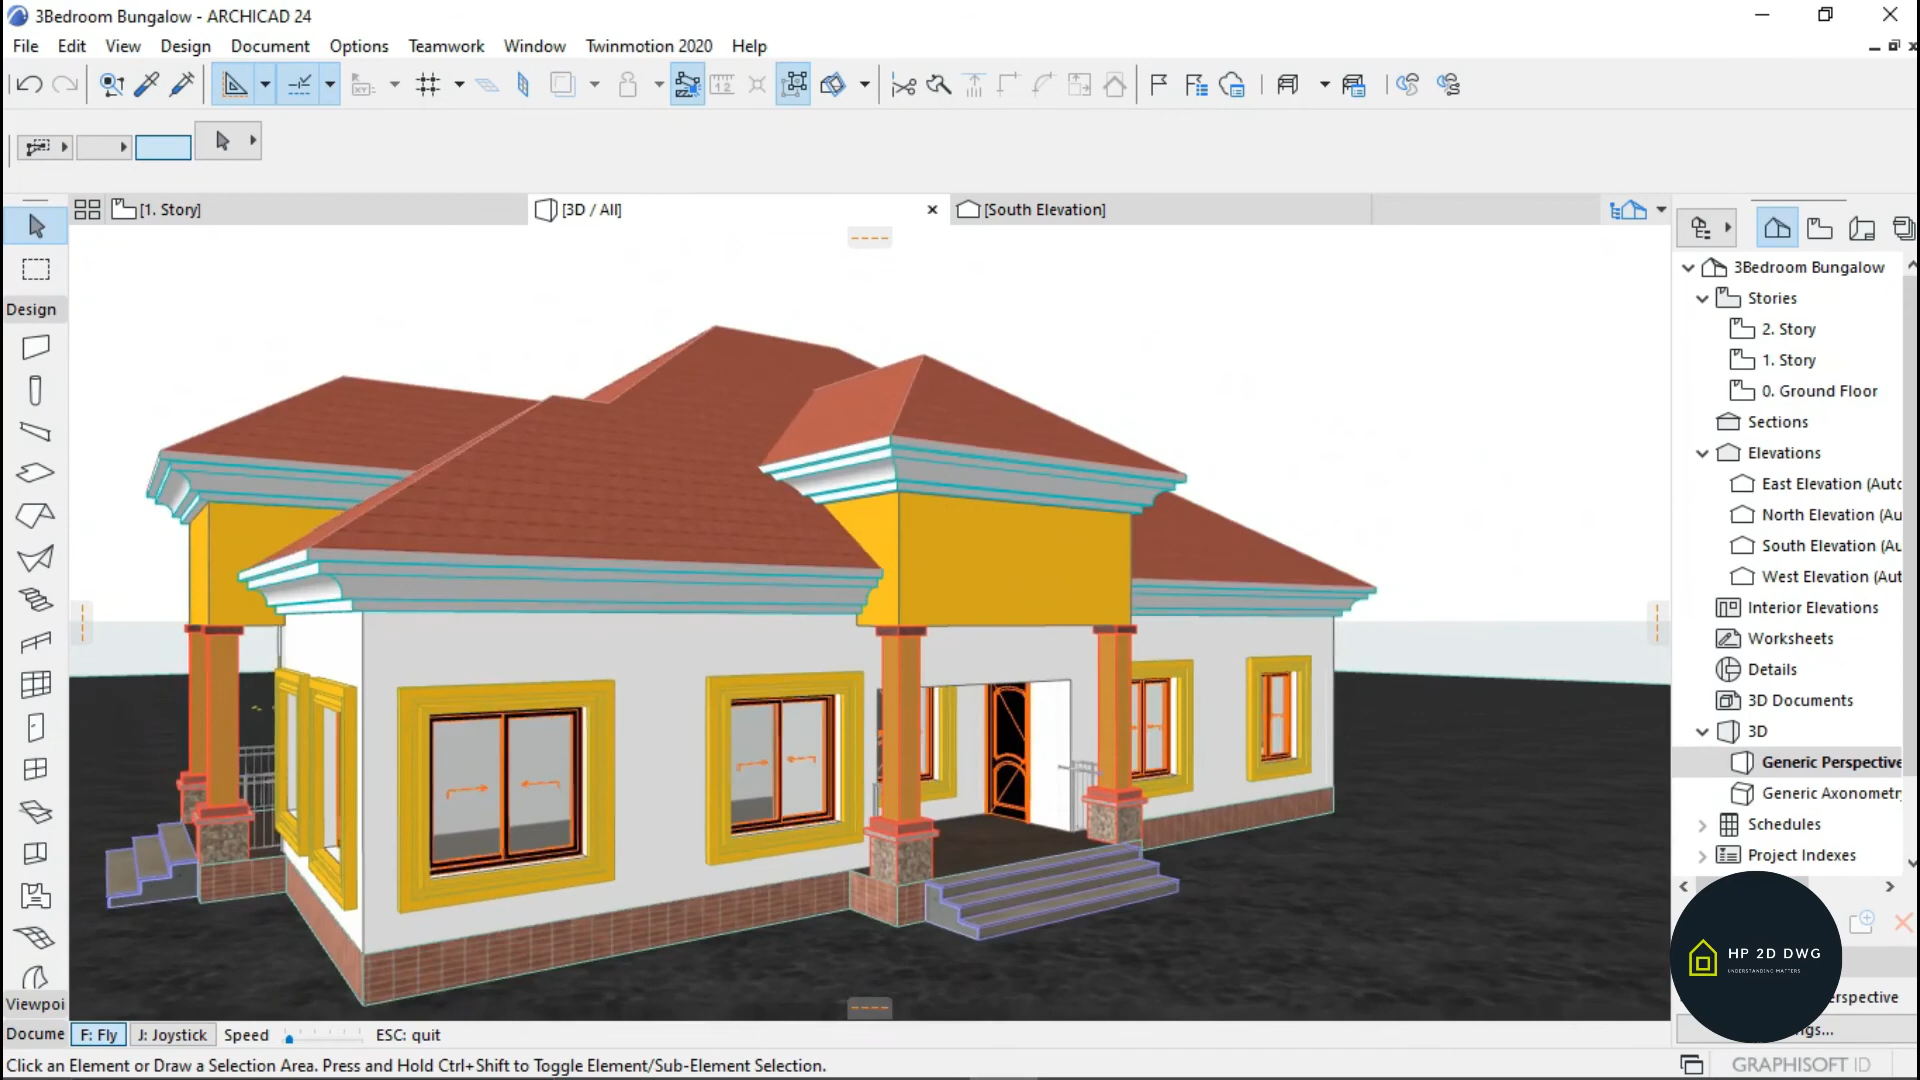 3Bedroom Bungalow - ARCHICAD 24
File Edit View Design Document Options Teamwork Window Twinmotion 2020 Help
[1. Story] [3D / All] [South Elevation]
Design
3Bedroom Bungalow
Stories
2. Story
1. Story
0. Ground Floor
Sections
Elevations
East Elevation (Auto
North Elevation (Au
South Elevation (Au
West Elevation (Aut
Interior Elevations
Worksheets
Details
3D Documents
3D
Generic Perspective
Generic Axonometr
Schedules
Project Indexes
HP 2D DWG
UNDERSTANDING MATTERS
erspective
gs...
Viewpoi
Docume F: Fly J: Joystick Speed ESC: quit
Click an Element or Draw a Selection Area. Press and Hold Ctrl+Shift to Toggle Element/Sub-Element Selection.
GRAPHISOFT ID